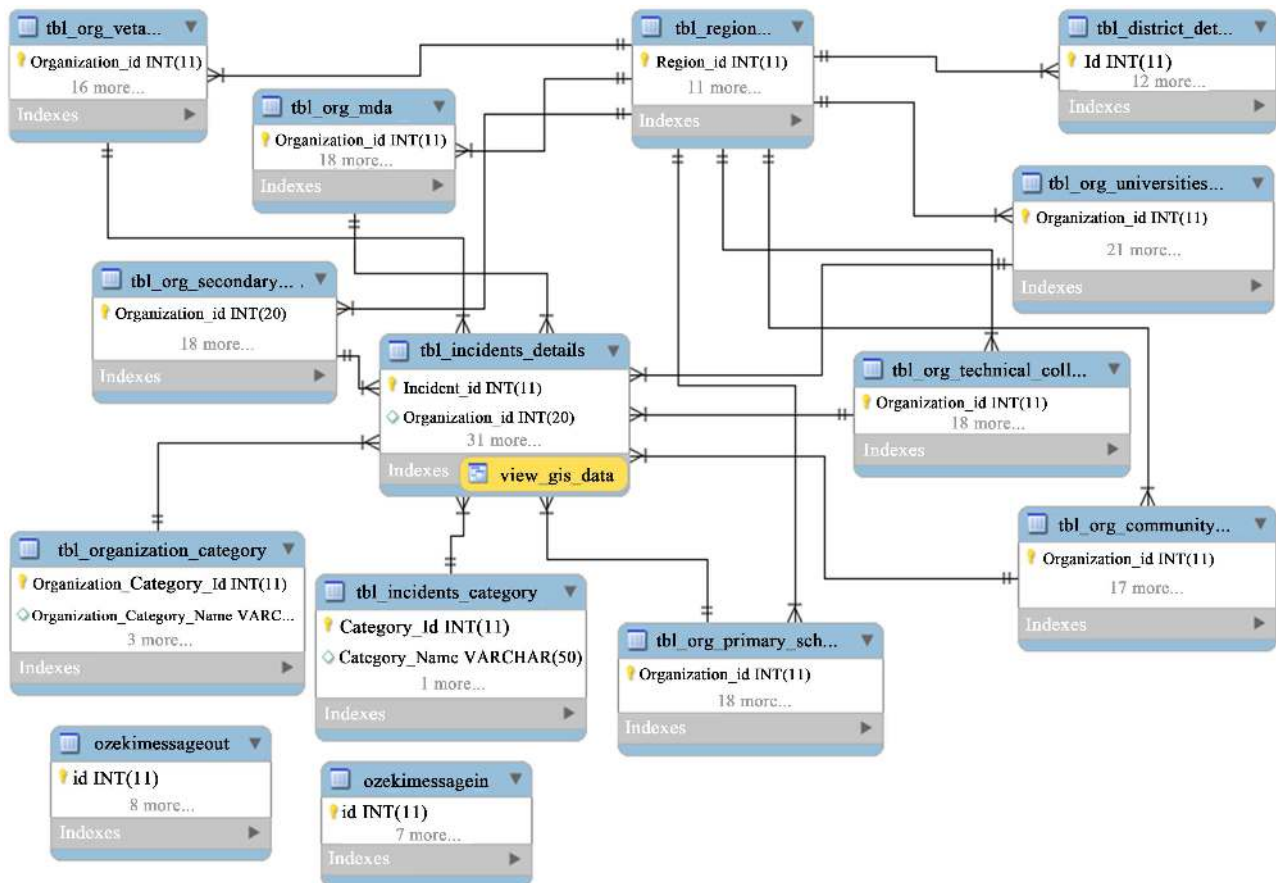 tbl_org_veta...
Organization_id INT(11)
16 more...
Indexes
tbl_region...
Region_id INT(11)
11 more...
Indexes
tbl_district_det...
Id INT(11)
12 more...
Indexes
tbl_org_mda
Organization_id INT(11)
18 more...
Indexes
tbl_org_universities...
Organization_id INT(11)
21 more...
Indexes
tbl_org_secondary... .
Organization_id INT(20)
18 more...
Indexes
tbl_incidents_details
Incident_id INT(11)
Organization_id INT(20)
31 more...
Indexes
view_gis_data
tbl_org_technical_coll...
Organization_id INT(11)
18 more...
Indexes
tbl_org_community...
Organization_id INT(11)
17 more...
Indexes
tbl_organization_category
Organization_Category_Id INT(11)
Organization_Category_Name VARC...
3 more...
Indexes
tbl_incidents_category
Category_Id INT(11)
Category_Name VARCHAR(50)
1 more...
Indexes
tbl_org_primary_sch...
Organization_id INT(11)
18 more...
Indexes
ozekimessageout
id INT(11)
8 more...
Indexes
ozekimessagein
id INT(11)
7 more...
Indexes